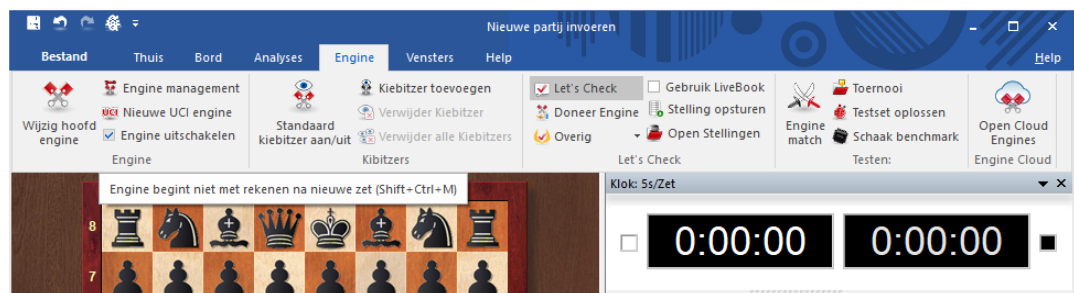 Nieuwe partij invoeren
Bestand Thuis Bord Analyses Engine Vensters Help Help
Wijzig hoofd engine
Engine management
UCI Nieuwe UCI engine
Engine uitschakelen
Engine
Standaard kiebitzer aan/uit
Kiebitzer toevoegen
Verwijder Kiebitzer
Verwijder alle Kiebitzers
Kibitzers
Let's Check
Doneer Engine
Overig
Gebruik LiveBook
Stelling opsturen
Open Stellingen
Let's Check
Engine match
Toernooi
Testset oplossen
Schaak benchmark
Testen:
Open Cloud Engines
Engine Cloud
Engine begint niet met rekenen na nieuwe zet (Shift+Ctrl+M)
Klok: 5s/Zet
8
7
0:00:00 0:00:00